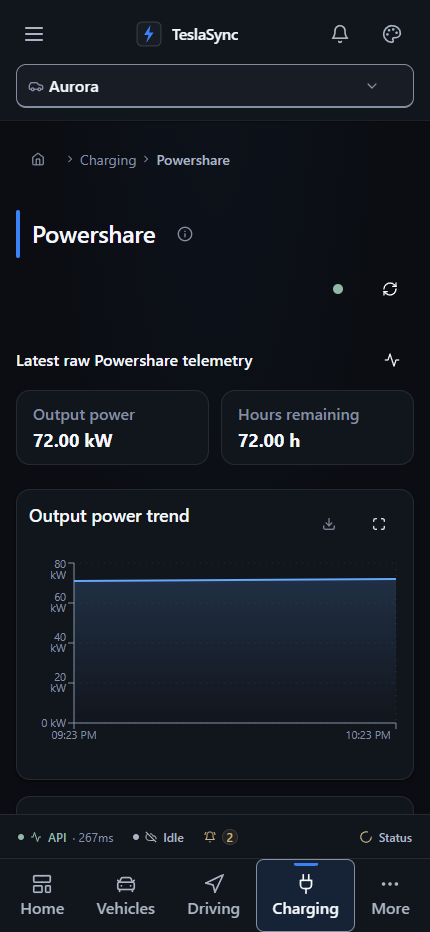 TeslaSync
Aurora
Charging
Powershare
Powershare
Latest raw Powershare telemetry
Output power
72.00 kW
Hours remaining
72.00 h
Output power trend
80
kW
60
kW
40
kW
20
kW
0 kW
09:23 PM
10:23 PM
API · 267ms
Idle
2
Status
Home
Vehicles
Driving
Charging
More